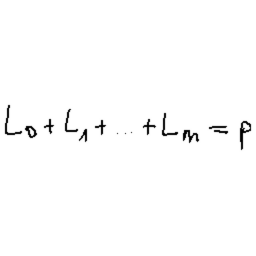 L₀ + L₁ + ... + Lₘ = p